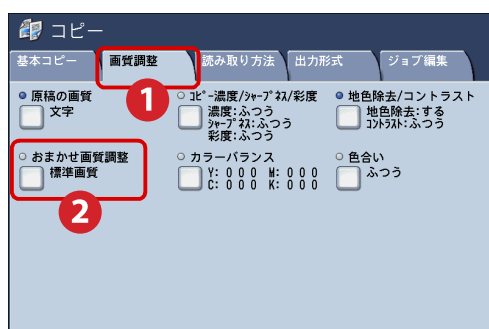 コピー
基本コピー 画質調整 読み取り方法 出力形式 ジョブ編集
1
原稿の画質
文字
ｺﾋﾟｰ濃度/ｼｬｰﾌﾟﾈｽ/彩度
濃度:ふつう
ｼｬｰﾌﾟﾈｽ:ふつう
彩度:ふつう
地色除去/コントラスト
地色除去:する
ｺﾝﾄﾗｽﾄ:ふつう
おまかせ画質調整
標準画質
2
カラーバランス
Y: 0 0 0 M: 0 0 0
C: 0 0 0 K: 0 0 0
色合い
ふつう